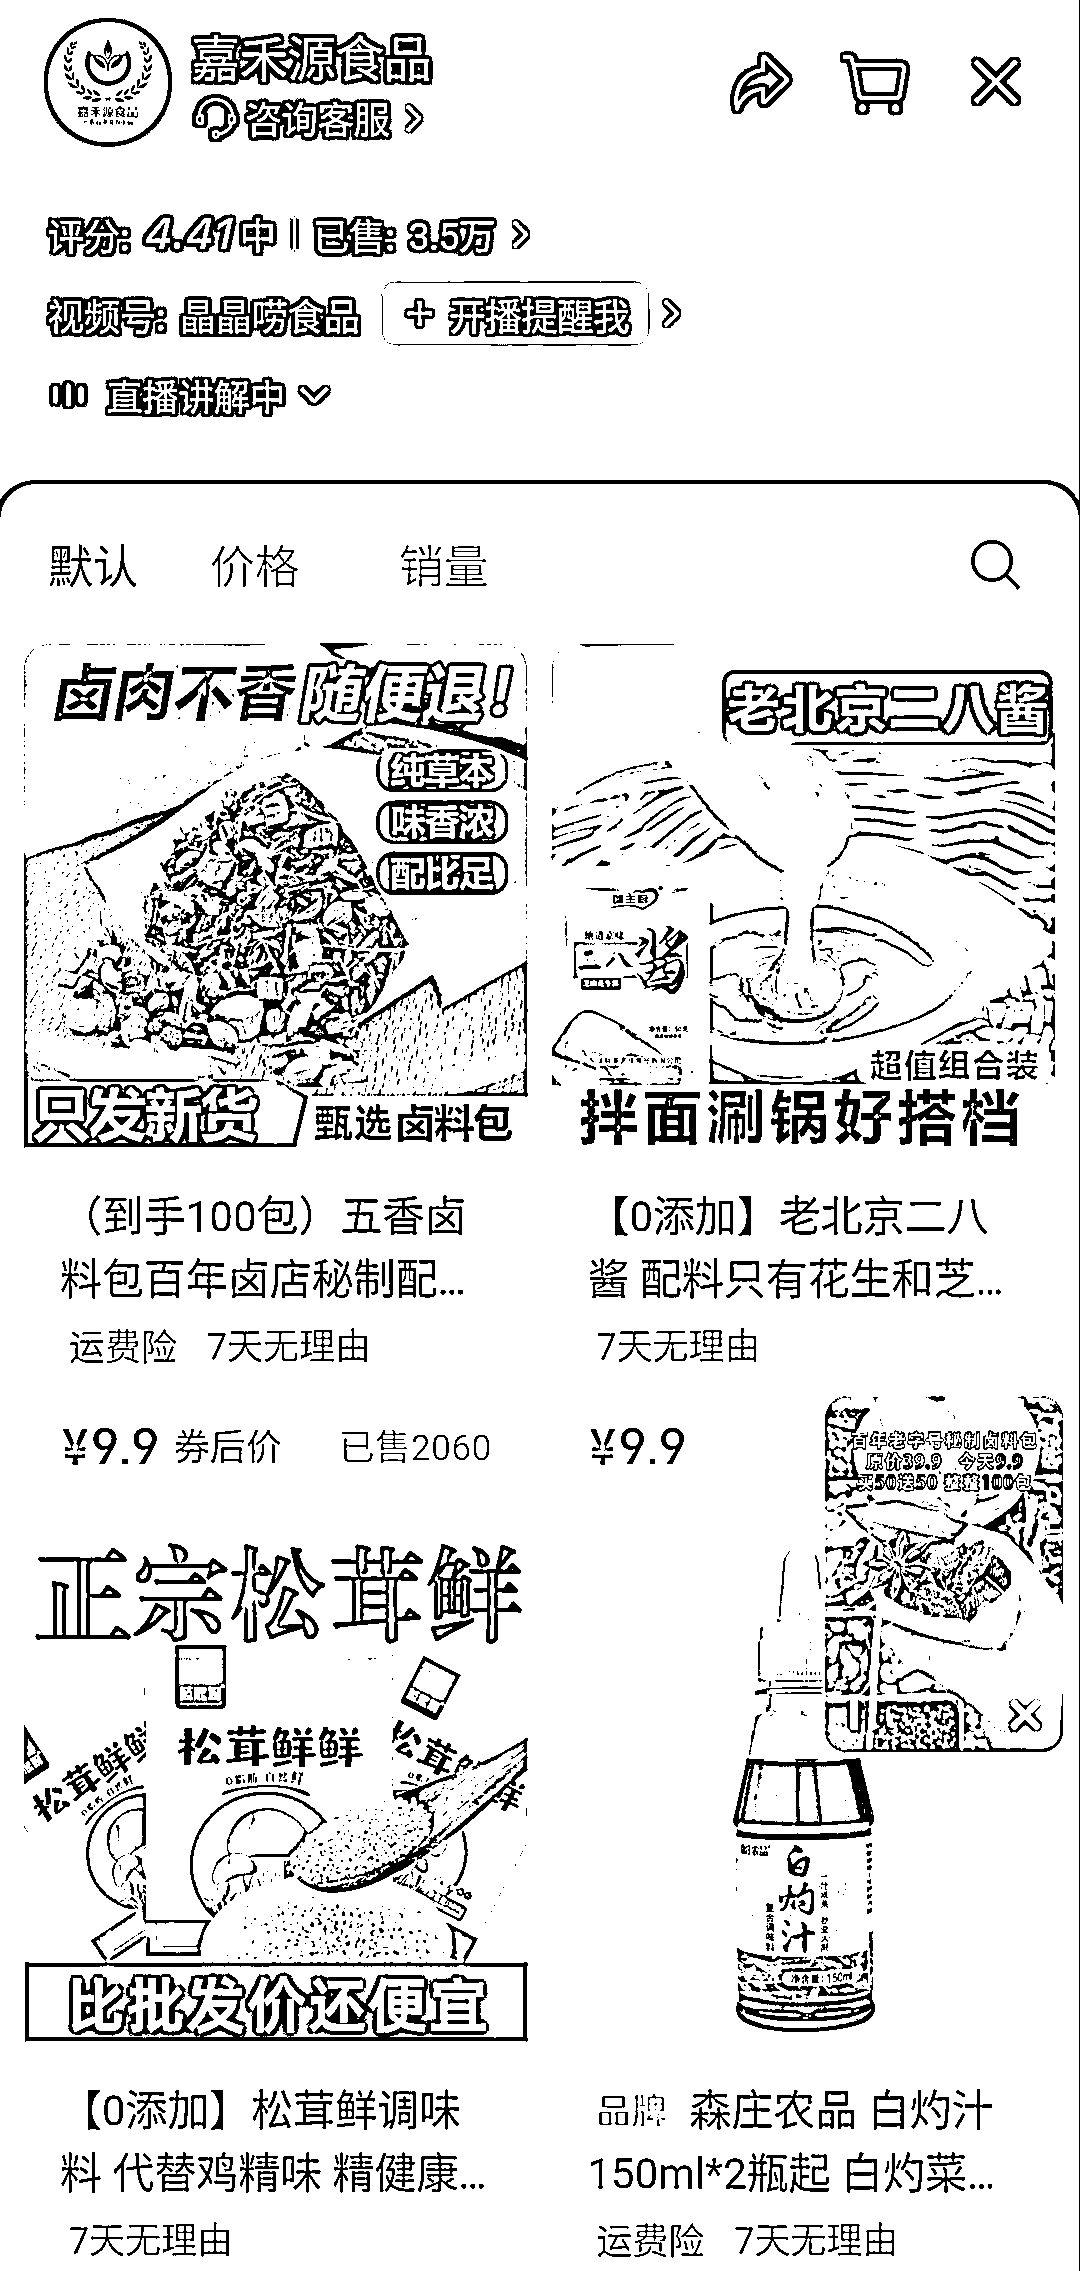 嘉禾源食品
咨询客服
评分: 4.41中 | 已售: 3.5万
视频号: 晶晶唠食品 + 开播提醒我
直播讲解中
默认 价格 销量
卤肉不香随便退!
纯草本
味香浓
配比足
只发新货 甄选卤料包
老北京二八酱
二八酱
超值组合装
拌面涮锅好搭档
（到手100包）五香卤
料包百年卤店秘制配...
运费险 7天无理由
¥9.9 券后价 已售2060
【0添加】老北京二八
酱 配料只有花生和芝...
7天无理由
¥9.9
百年老字号秘制卤料包
原价39.9 今天9.9
买50送50 整整100包
正宗松茸鲜
松茸鲜鲜
松茸鲜鲜
松茸鲜
比批发价还便宜
白灼汁
净含量:150ml
【0添加】松茸鲜调味
料 代替鸡精味 精健康...
7天无理由
品牌 森庄农品 白灼汁
150ml*2瓶起 白灼菜...
运费险 7天无理由